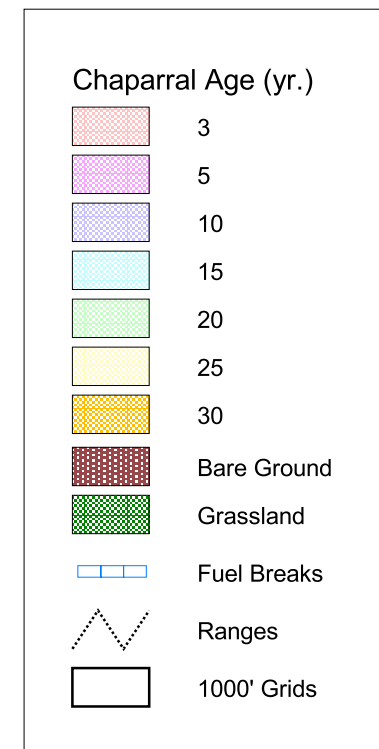 Chaparral Age (yr.)
3
5
10
15
20
25
30
Bare Ground
Grassland
Fuel Breaks
Ranges
1000' Grids